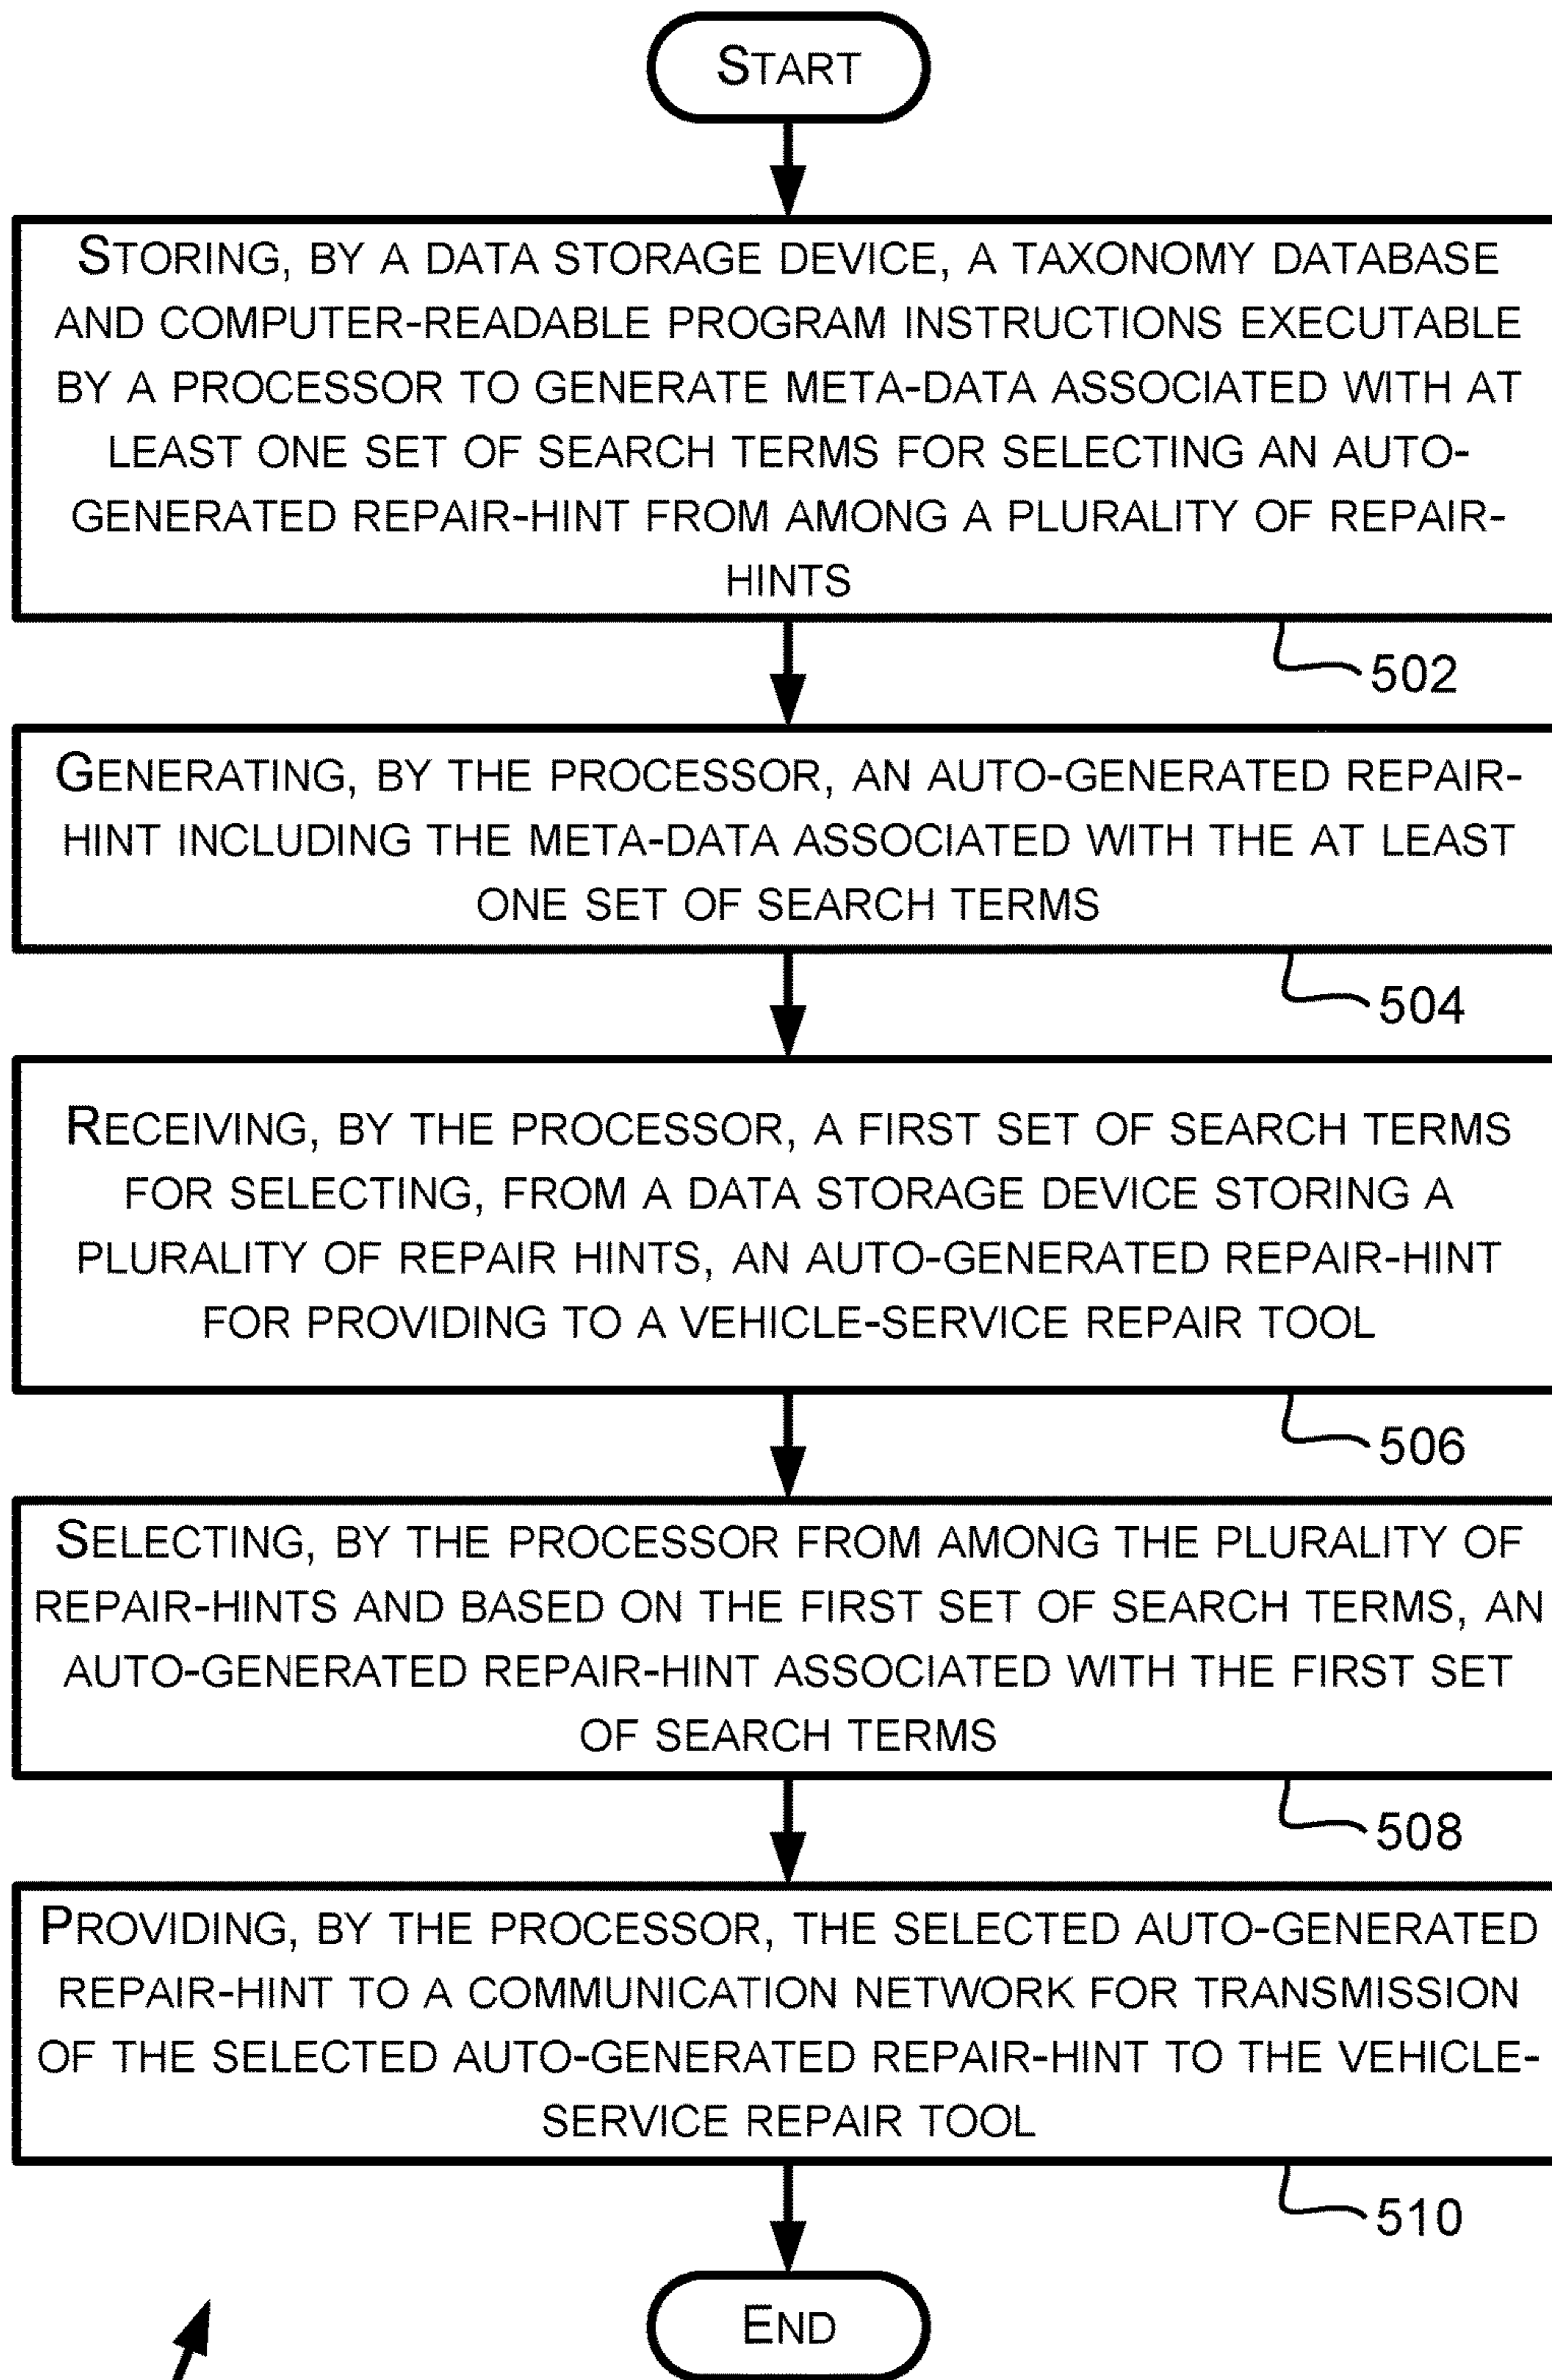 START
STORING, BY A DATA STORAGE DEVICE, A TAXONOMY DATABASE
AND COMPUTER-READABLE PROGRAM INSTRUCTIONS EXECUTABLE
BY A PROCESSOR TO GENERATE META-DATA ASSOCIATED WITH AT
LEAST ONE SET OF SEARCH TERMS FOR SELECTING AN AUTO-
GENERATED REPAIR-HINT FROM AMONG A PLURALITY OF REPAIR-
HINTS
502
GENERATING, BY THE PROCESSOR, AN AUTO-GENERATED REPAIR-
HINT INCLUDING THE META-DATA ASSOCIATED WITH THE AT LEAST
ONE SET OF SEARCH TERMS
504
RECEIVING, BY THE PROCESSOR, A FIRST SET OF SEARCH TERMS
FOR SELECTING, FROM A DATA STORAGE DEVICE STORING A
PLURALITY OF REPAIR HINTS, AN AUTO-GENERATED REPAIR-HINT
FOR PROVIDING TO A VEHICLE-SERVICE REPAIR TOOL
506
SELECTING, BY THE PROCESSOR FROM AMONG THE PLURALITY OF
REPAIR-HINTS AND BASED ON THE FIRST SET OF SEARCH TERMS, AN
AUTO-GENERATED REPAIR-HINT ASSOCIATED WITH THE FIRST SET
OF SEARCH TERMS
508
PROVIDING, BY THE PROCESSOR, THE SELECTED AUTO-GENERATED
REPAIR-HINT TO A COMMUNICATION NETWORK FOR TRANSMISSION
OF THE SELECTED AUTO-GENERATED REPAIR-HINT TO THE VEHICLE-
SERVICE REPAIR TOOL
510
END